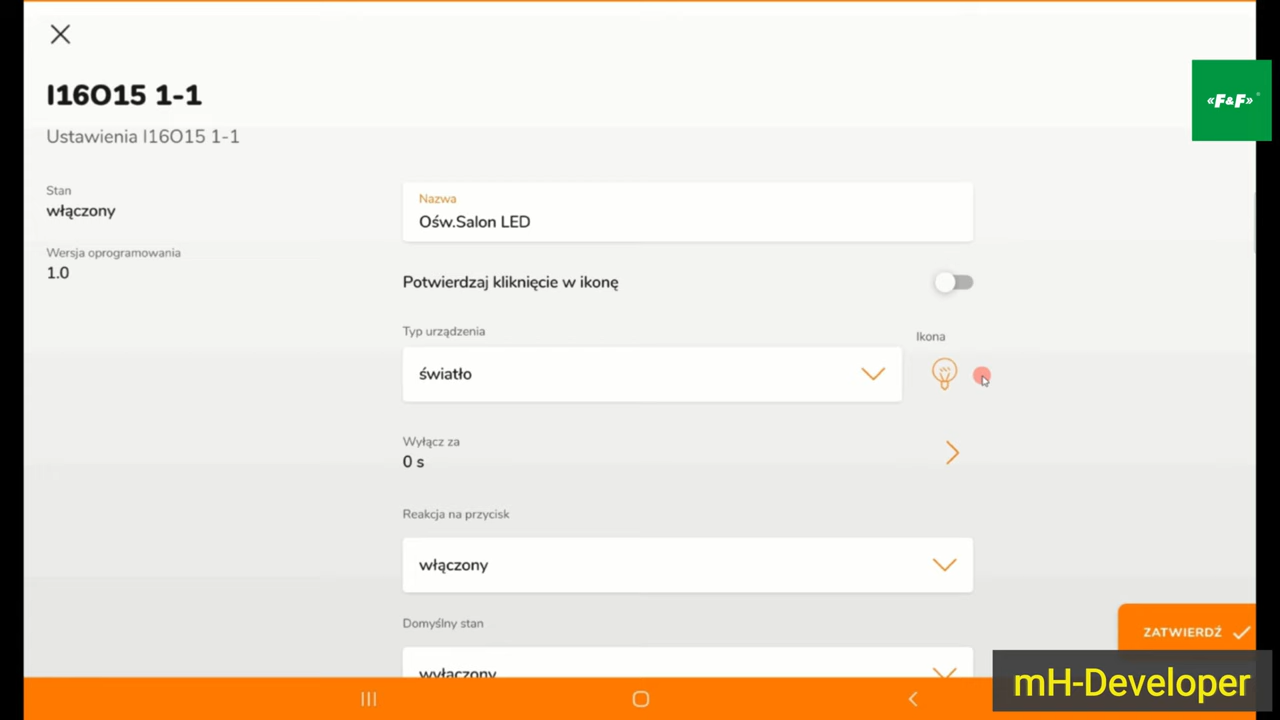 I16O15 1-1
Ustawienia I16O15 1-1
Stan
włączony
Wersja oprogramowania
1.0
Nazwa
Ośw.Salon LED
Potwierdzaj kliknięcie w ikonę
Typ urządzenia
światło
Ikona
Wyłącz za
0 s
Reakcja na przycisk
włączony
Domyślny stan
wyłączony
ZATWIERDŹ
«F&F»®
mH-Developer